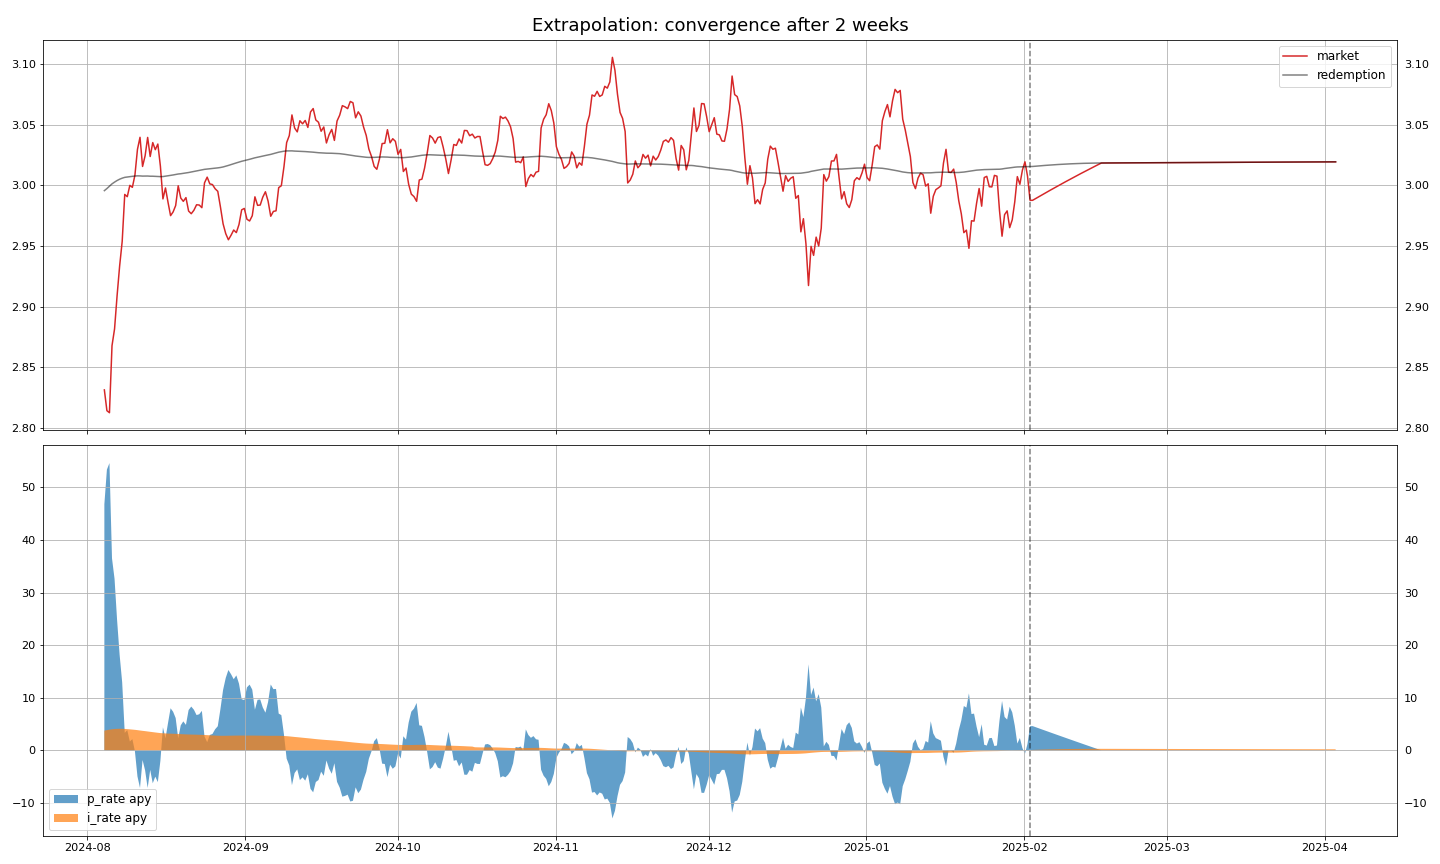 Extrapolation: convergence after 2 weeks
3.10 3.10
3.05 3.05
3.00 3.00
2.95 2.95
2.90 2.90
2.85 2.85
2.80 2.80
market
redemption
50 50
40 40
30 30
20 20
10 10
0 0
−10 −10
p_rate apy
i_rate apy
2024-08 2024-09 2024-10 2024-11 2024-12 2025-01 2025-02 2025-03 2025-04